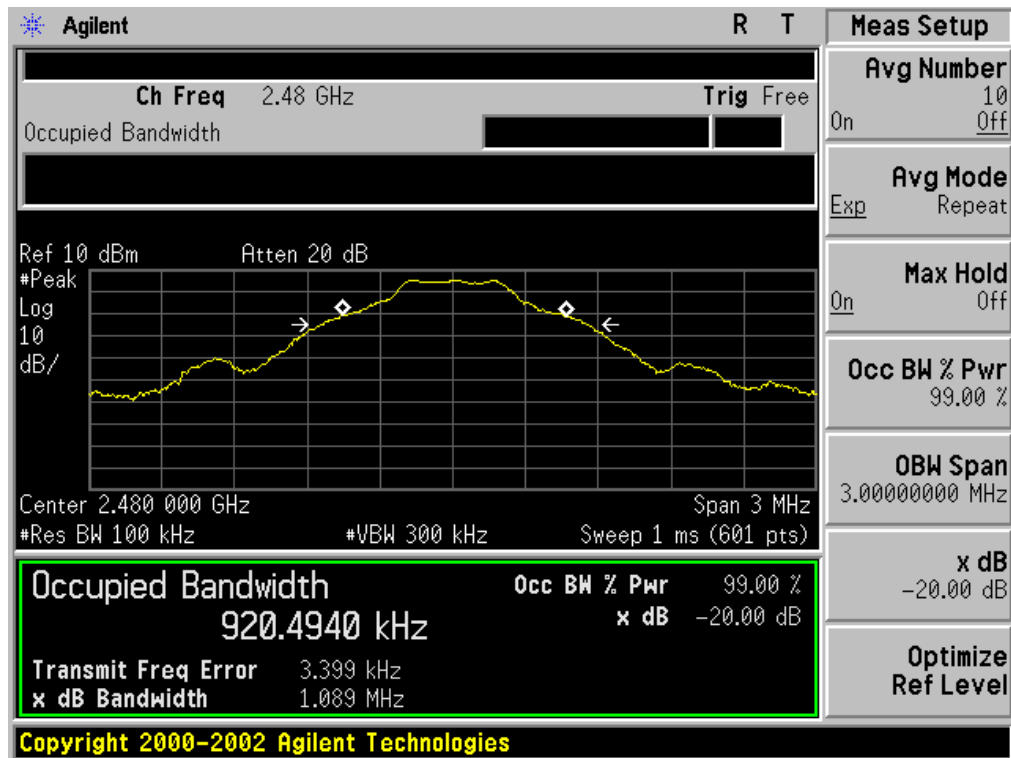 Agilent R T
Ch Freq 2.48 GHz Trig Free
Occupied Bandwidth
Ref 10 dBm Atten 20 dB
#Peak
Log
10
dB/
Center 2.480 000 GHz Span 3 MHz
#Res BW 100 kHz #VBW 300 kHz Sweep 1 ms (601 pts)
Occupied Bandwidth Occ BW % Pwr 99.00 %
920.4940 kHz x dB -20.00 dB
Transmit Freq Error 3.399 kHz
x dB Bandwidth 1.089 MHz
Copyright 2000-2002 Agilent Technologies
Meas Setup
Avg Number
10
On Off
Avg Mode
Exp Repeat
Max Hold
On Off
Occ BW % Pwr
99.00 %
OBW Span
3.00000000 MHz
x dB
-20.00 dB
Optimize
Ref Level